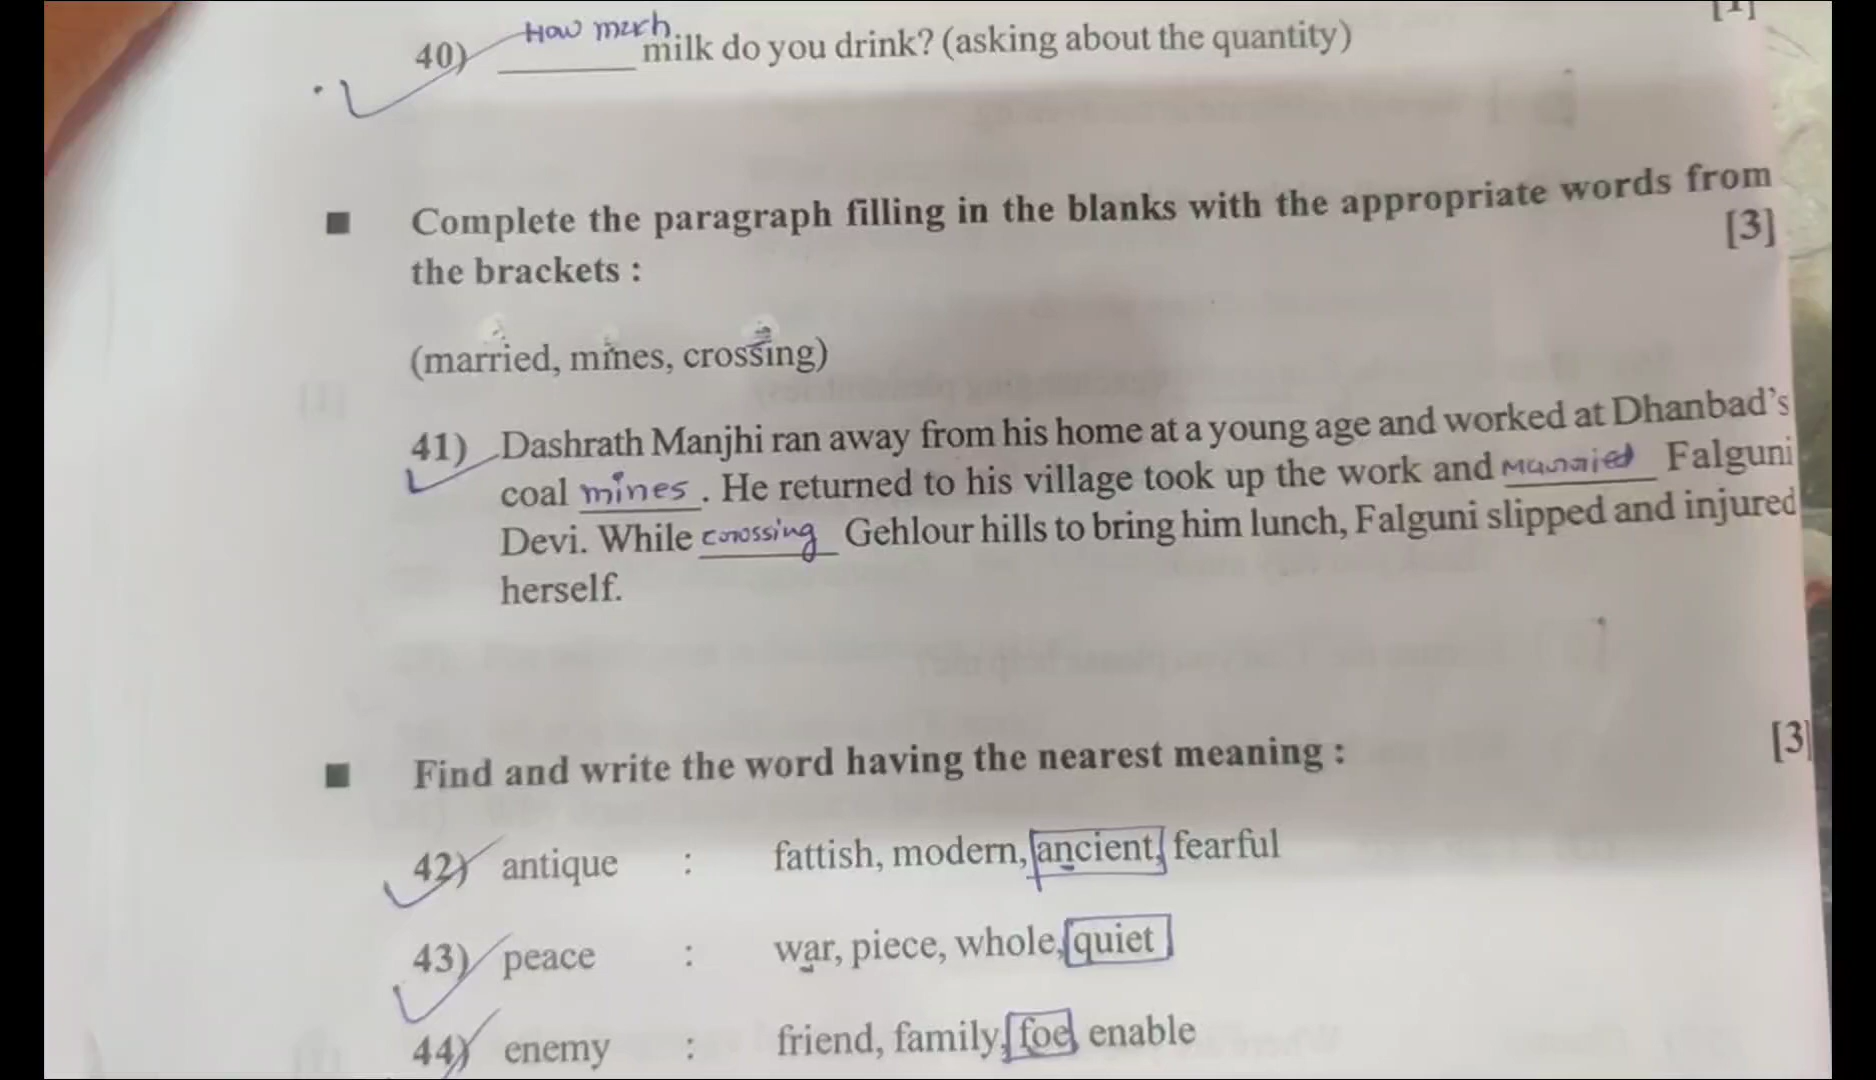 [1]
How much
40) ______ milk do you drink? (asking about the quantity)
■ Complete the paragraph filling in the blanks with the appropriate words from
[3]
the brackets :
(married, mines, crossing)
41) Dashrath Manjhi ran away from his home at a young age and worked at Dhanbad's
coal mines . He returned to his village took up the work and married Falguni
Devi. While crossing Gehlour hills to bring him lunch, Falguni slipped and injured
herself.
■ Find and write the word having the nearest meaning : [3]
42) antique : fattish, modern, ancient, fearful
43) peace : war, piece, whole, quiet
44) enemy : friend, family, foe, enable